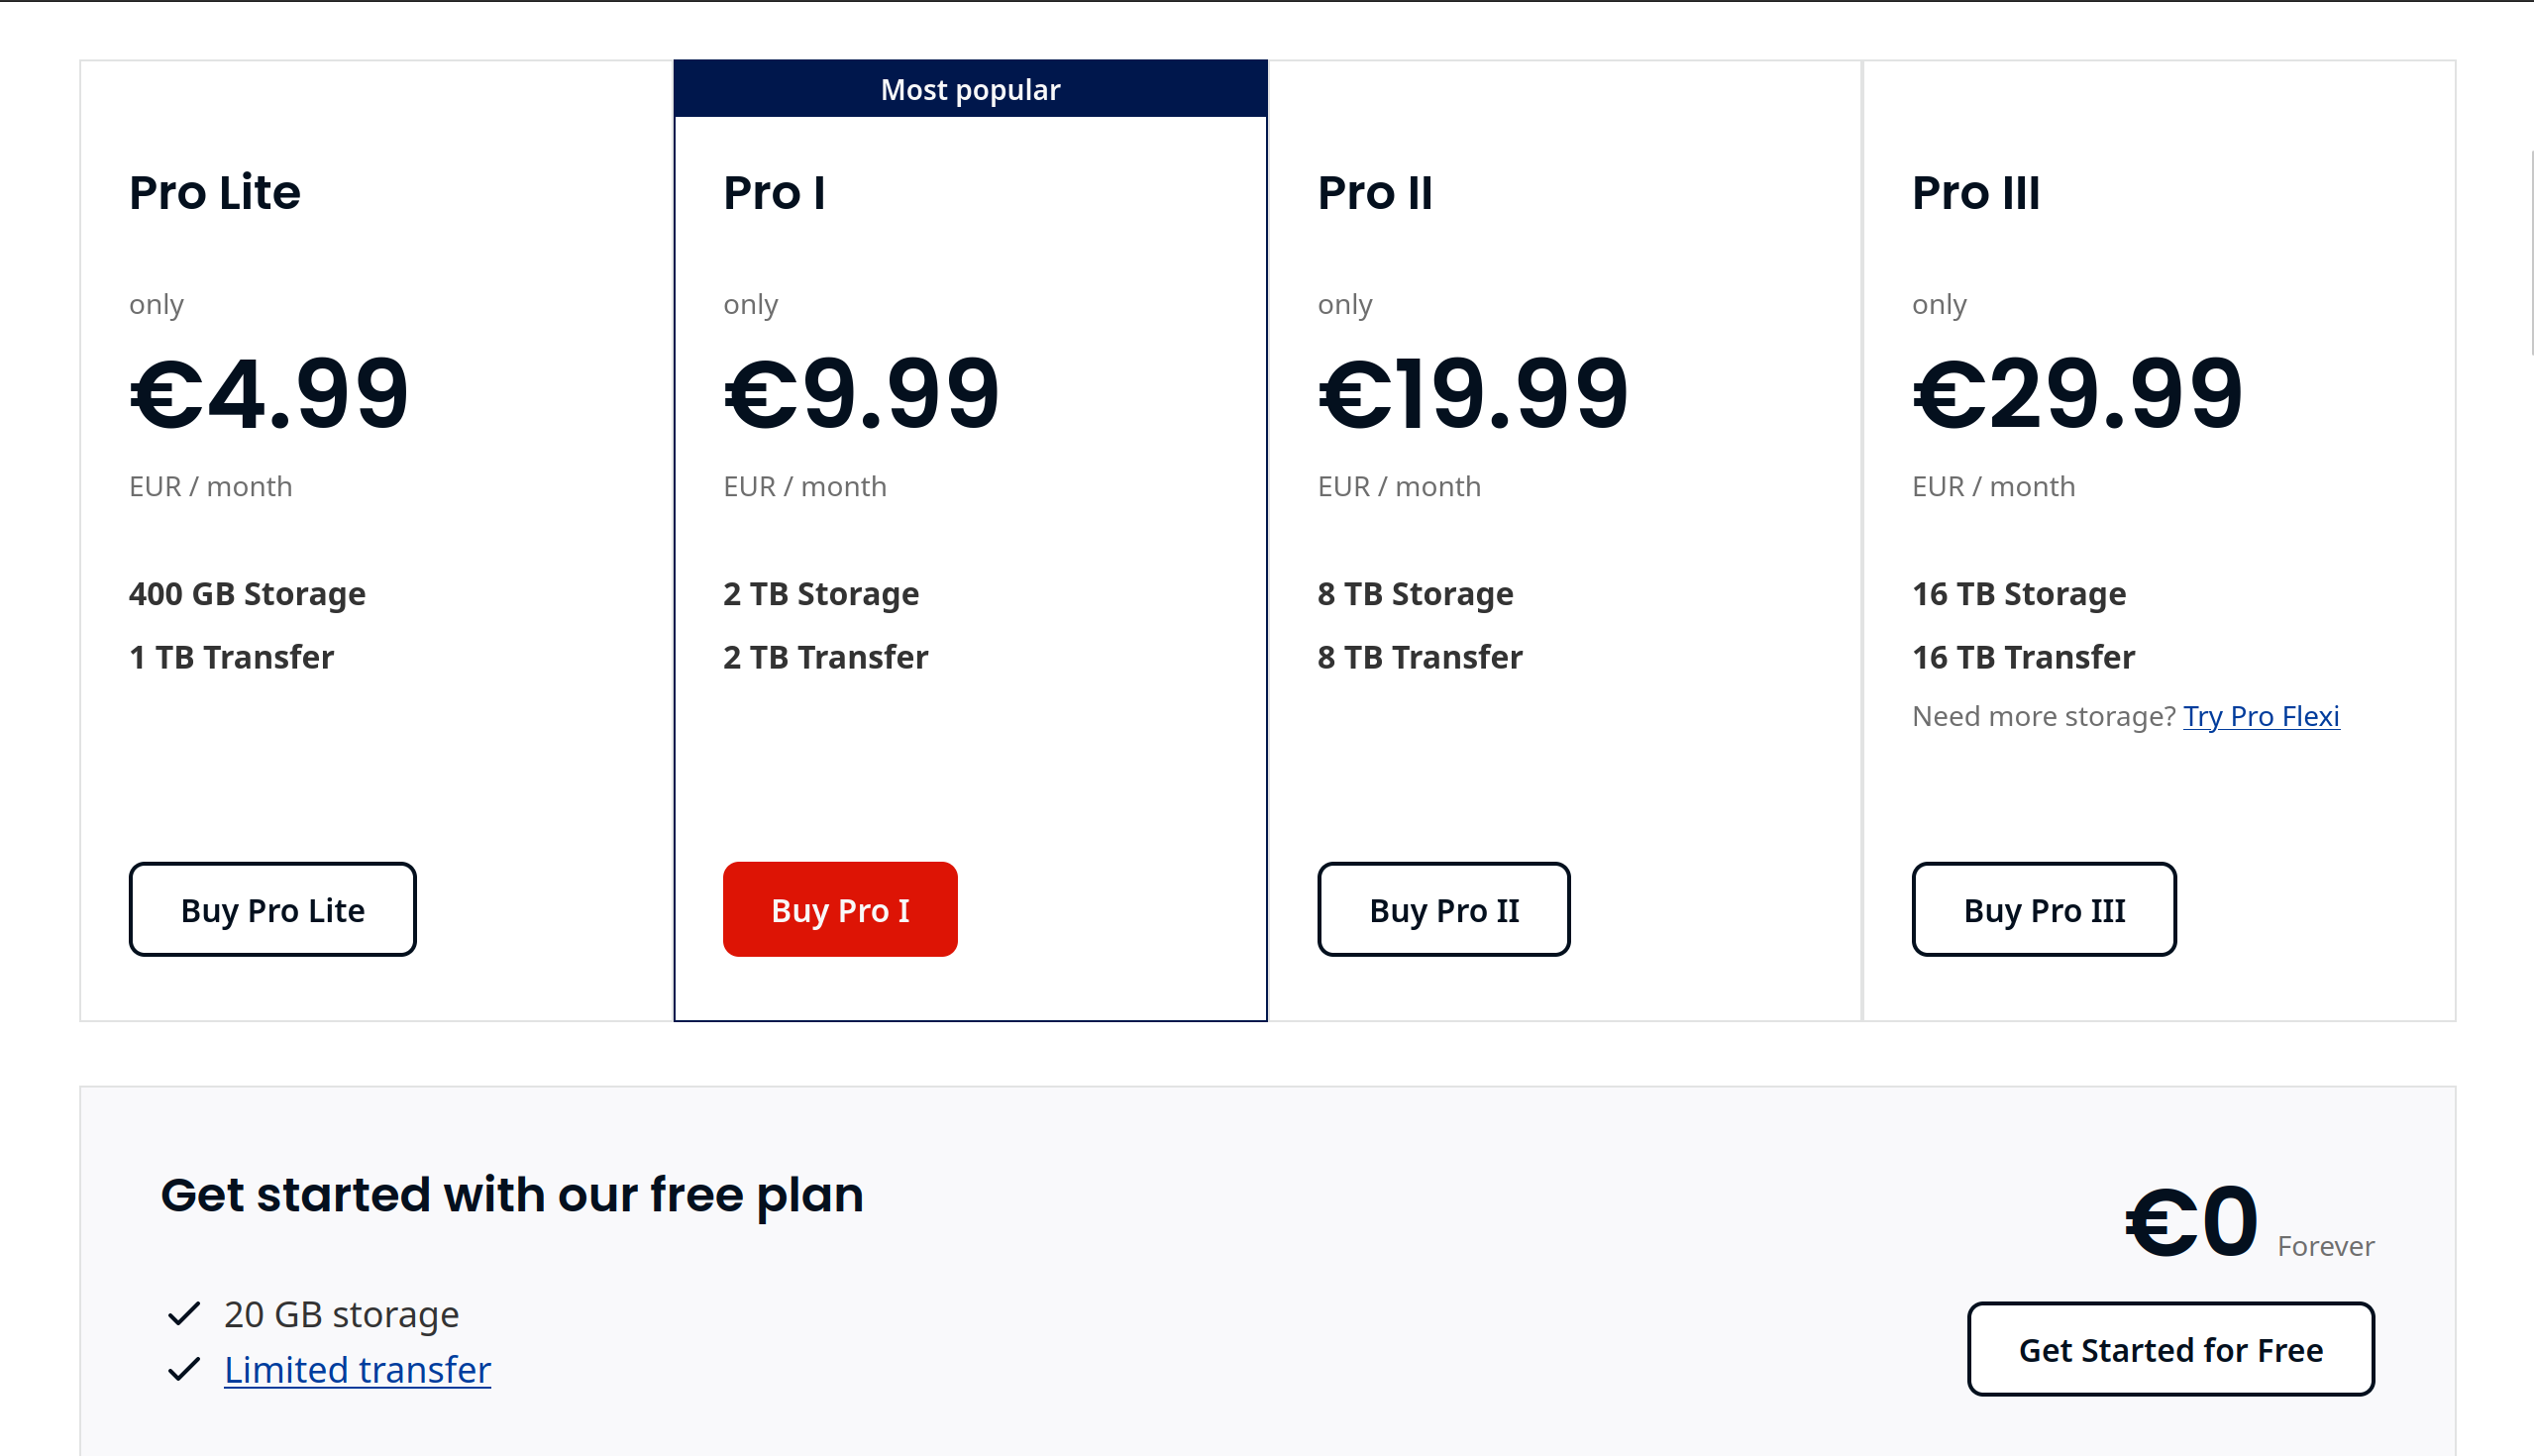 Most popular
Pro Lite
only
€4.99
EUR / month
400 GB Storage
1 TB Transfer
Buy Pro Lite
Pro I
only
€9.99
EUR / month
2 TB Storage
2 TB Transfer
Buy Pro I
Pro II
only
€19.99
EUR / month
8 TB Storage
8 TB Transfer
Buy Pro II
Pro III
only
€29.99
EUR / month
16 TB Storage
16 TB Transfer
Need more storage? Try Pro Flexi
Buy Pro III
Get started with our free plan
20 GB storage
Limited transfer
€0 Forever
Get Started for Free